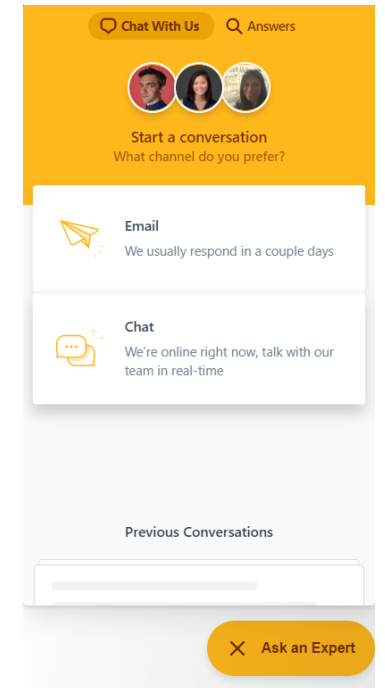 Chat With Us
Answers
Start a conversation
What channel do you prefer?
Email
We usually respond in a couple days
Chat
We're online right now, talk with our
team in real-time
Previous Conversations
Ask an Expert